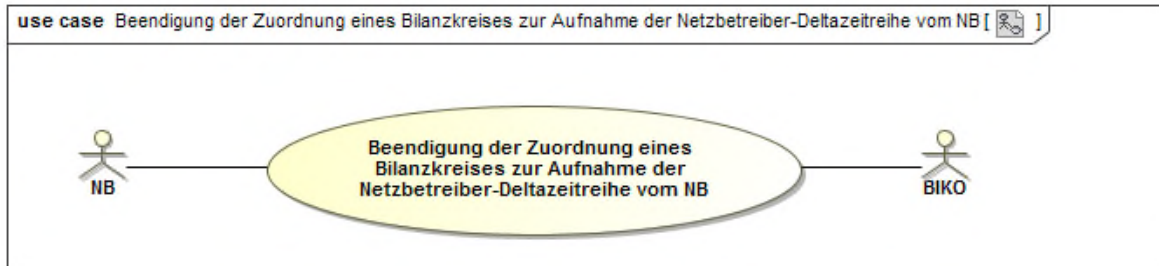 use case Beendigung der Zuordnung eines Bilanzkreises zur Aufnahme der Netzbetreiber-Deltazeitreihe vom NB [ ]
Beendigung der Zuordnung eines
Bilanzkreises zur Aufnahme der
Netzbetreiber-Deltazeitreihe vom NB
NB
BIKO